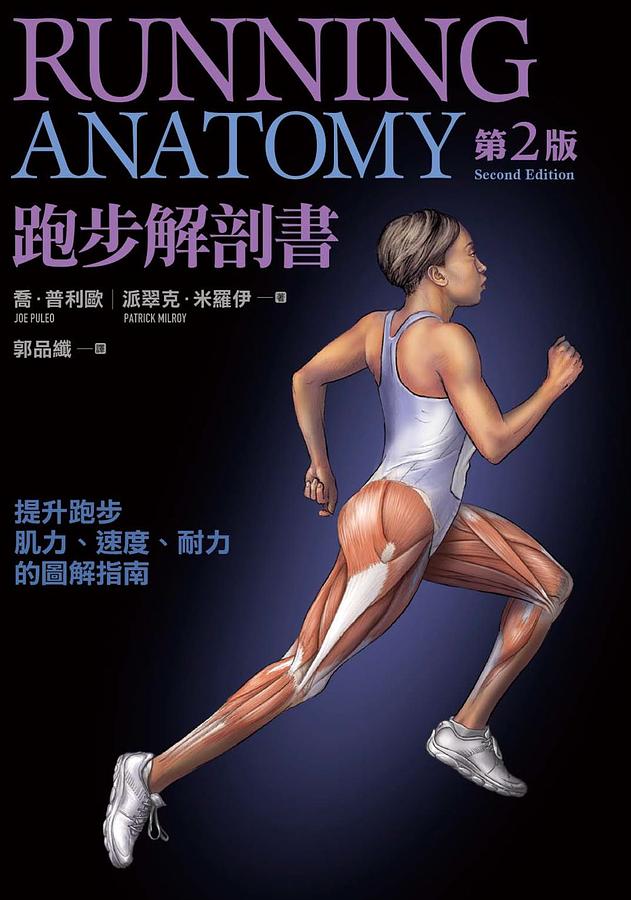 RUNNING
ANATOMY 第2版
Second Edition
跑步解剖書
喬·普利歐｜派翠克·米羅伊 — 著
JOE PULEO PATRICK MILROY
郭品纖 — 譯
提升跑步
肌力、速度、耐力
的圖解指南